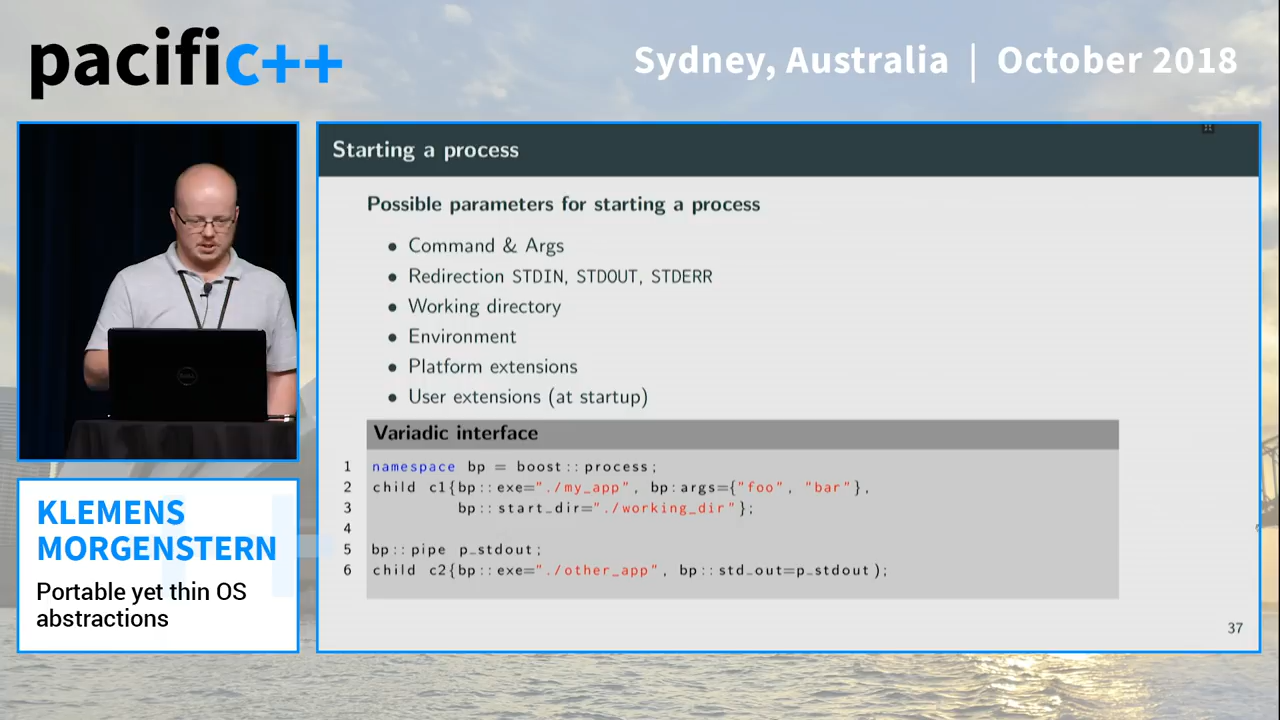 pacific++
Sydney, Australia | October 2018
Starting a process
Possible parameters for starting a process
• Command & Args
• Redirection STDIN, STDOUT, STDERR
• Working directory
• Environment
• Platform extensions
• User extensions (at startup)
Variadic interface
1 namespace bp = boost::process;
2 child c1{bp::exe="./my_app", bp:args={"foo", "bar"},
3 bp::start_dir="./working_dir"};
4
5 bp::pipe p_stdout;
6 child c2{bp::exe="./other_app", bp::std_out=p_stdout);
37
KLEMENS
MORGENSTERN
Portable yet thin OS
abstractions